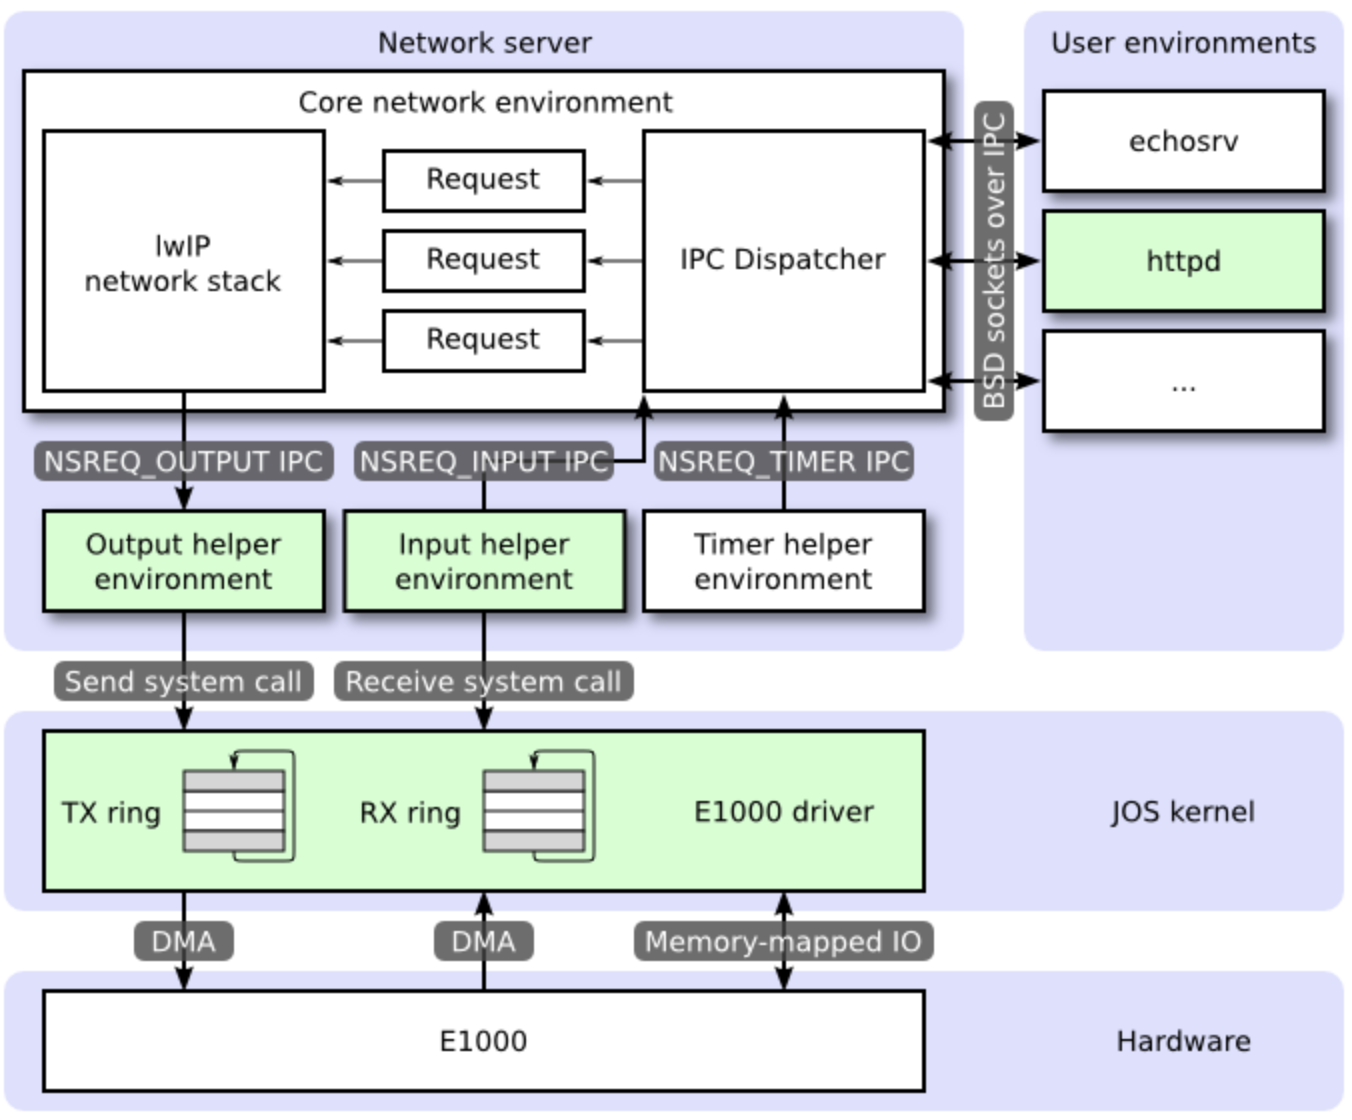 Network server
User environments
Core network environment
lwIP
network stack
Request
Request
Request
IPC Dispatcher
BSD sockets over IPC
echosrv
httpd
...
NSREQ_OUTPUT IPC
NSREQ_INPUT IPC
NSREQ_TIMER IPC
Output helper
environment
Input helper
environment
Timer helper
environment
Send system call
Receive system call
TX ring
RX ring
E1000 driver
JOS kernel
DMA
DMA
Memory-mapped IO
E1000
Hardware